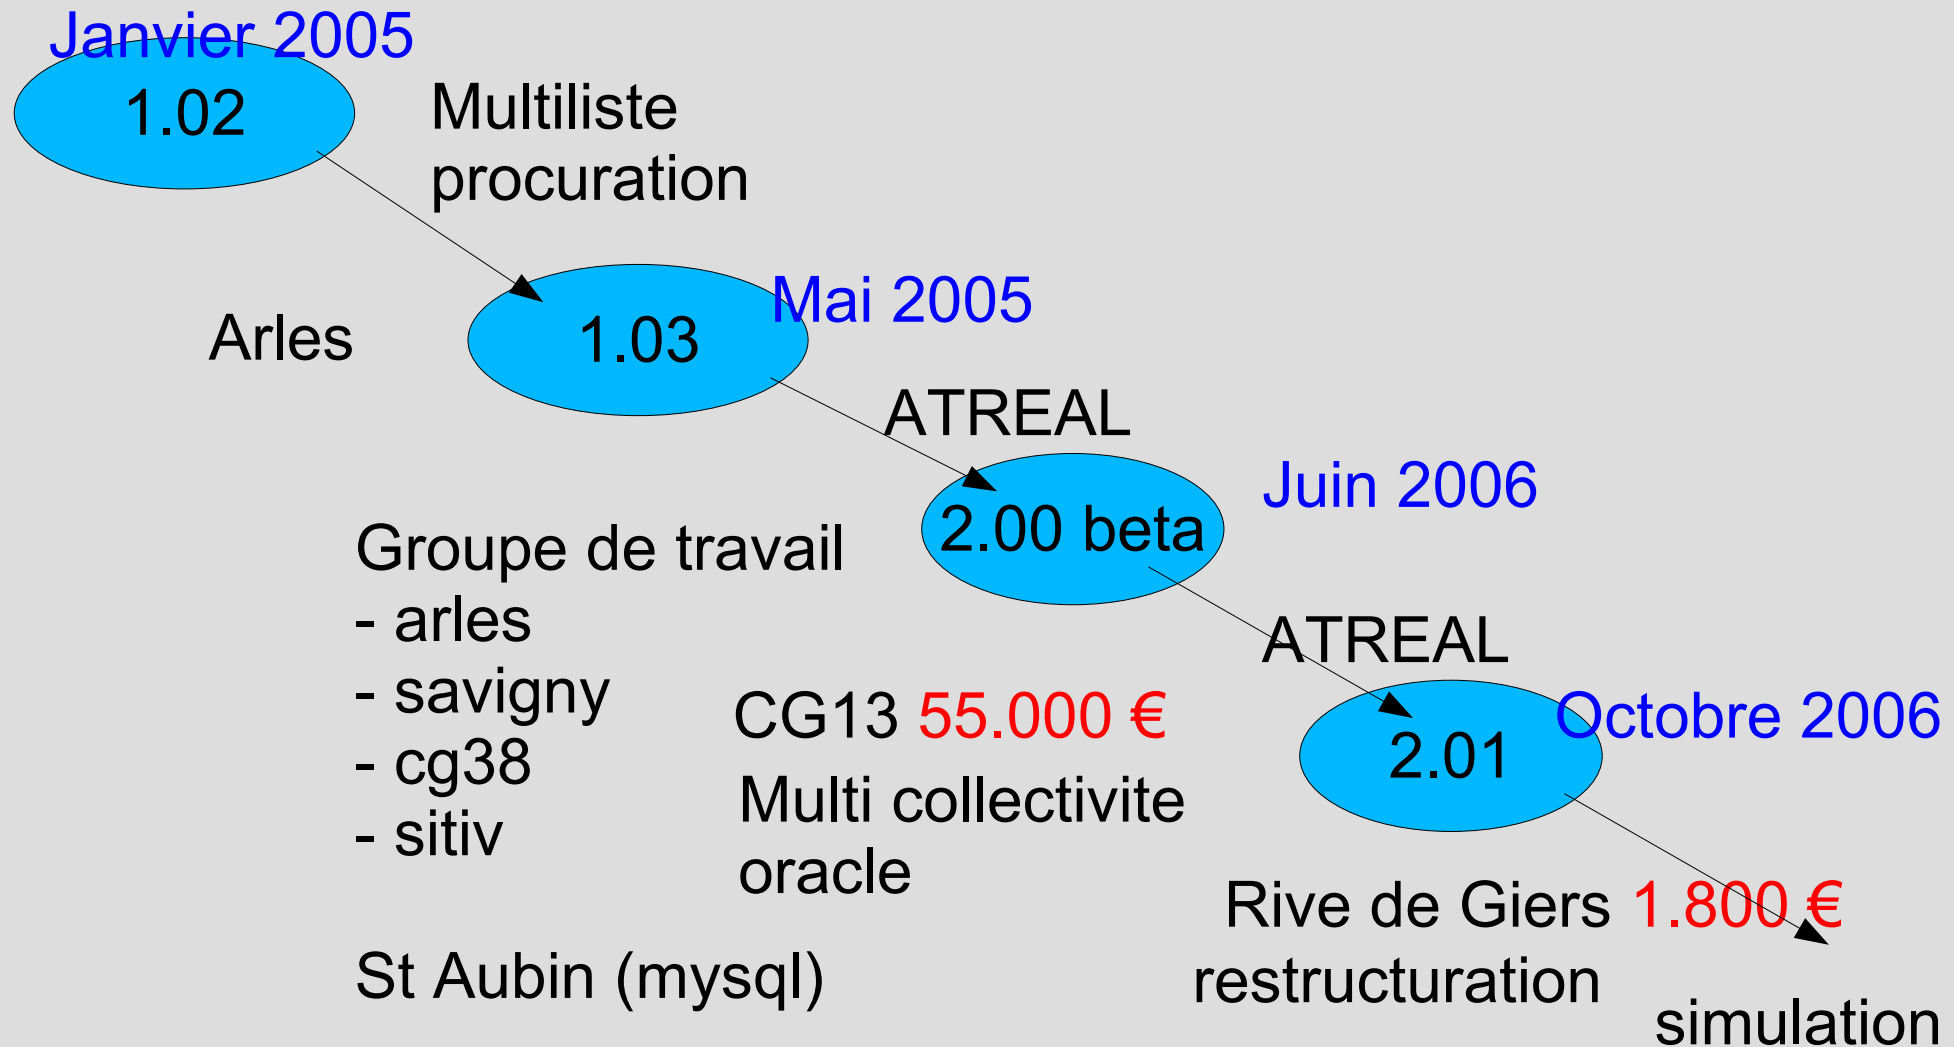 Janvier 2005
1.02
Multiliste
procuration
Arles
1.03
Mai 2005
ATREAL
2.00 beta
Juin 2006
Groupe de travail
- arles
- savigny
- cg38
- sitiv
ATREAL
CG13 55.000 €
Multi collectivite
oracle
2.01
Octobre 2006
Rive de Giers 1.800 €
restructuration
St Aubin (mysql)
simulation